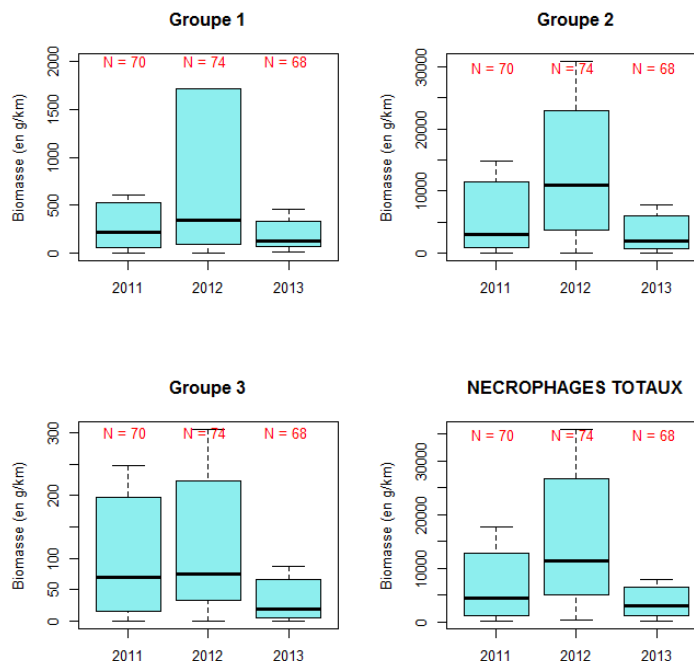 Groupe 1
N = 70 N = 74 N = 68
Biomasse (en g/km)
2000
1500
1000
500
0
2011 2012 2013
Groupe 2
N = 70 N = 74 N = 68
Biomasse (en g/km)
30000
20000
10000
0
2011 2012 2013
Groupe 3
N = 70 N = 74 N = 68
Biomasse (en g/km)
300
200
100
50
0
2011 2012 2013
NECROPHAGES TOTAUX
N = 70 N = 74 N = 68
Biomasse (en g/km)
30000
20000
10000
0
2011 2012 2013